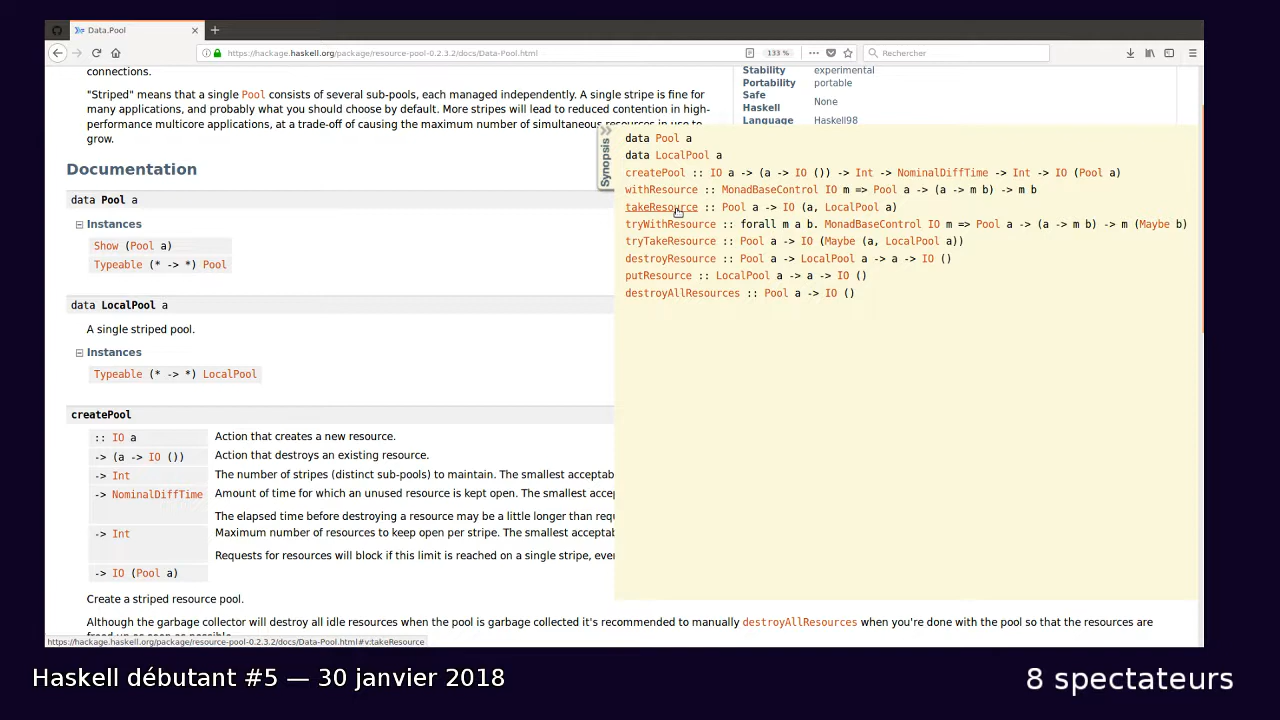 Data.Pool
https://hackage.haskell.org/package/resource-pool-0.2.3.2/docs/Data-Pool.html
133 %
Rechercher
connections.
"Striped" means that a single Pool consists of several sub-pools, each managed independently. A single stripe is fine for
many applications, and probably what you should choose by default. More stripes will lead to reduced contention in high-
performance multicore applications, at a trade-off of causing the maximum number of simultaneous resources in use to
grow.
Stability experimental
Portability portable
Safe
Haskell None
Language Haskell98
Synopsis
data Pool a
data LocalPool a
createPool :: IO a -> (a -> IO ()) -> Int -> NominalDiffTime -> Int -> IO (Pool a)
withResource :: MonadBaseControl IO m => Pool a -> (a -> m b) -> m b
takeResource :: Pool a -> IO (a, LocalPool a)
tryWithResource :: forall m a b. MonadBaseControl IO m => Pool a -> (a -> m b) -> m (Maybe b)
tryTakeResource :: Pool a -> IO (Maybe (a, LocalPool a))
destroyResource :: Pool a -> LocalPool a -> a -> IO ()
putResource :: LocalPool a -> a -> IO ()
destroyAllResources :: Pool a -> IO ()
Documentation
data Pool a
Instances
Show (Pool a)
Typeable (* -> *) Pool
data LocalPool a
A single striped pool.
Instances
Typeable (* -> *) LocalPool
createPool
:: IO a Action that creates a new resource.
-> (a -> IO ()) Action that destroys an existing resource.
-> Int The number of stripes (distinct sub-pools) to maintain. The smallest acceptab
-> NominalDiffTime Amount of time for which an unused resource is kept open. The smallest acce
The elapsed time before destroying a resource may be a little longer than requ
-> Int Maximum number of resources to keep open per stripe. The smallest acceptab
Requests for resources will block if this limit is reached on a single stripe, eve
-> IO (Pool a)
Create a striped resource pool.
Although the garbage collector will destroy all idle resources when the pool is garbage collected it's recommended to manually destroyAllResources when you're done with the pool so that the resources are
https://hackage.haskell.org/package/resource-pool-0.2.3.2/docs/Data-Pool.html#v:takeResource
Haskell débutant #5 — 30 janvier 2018
8 spectateurs